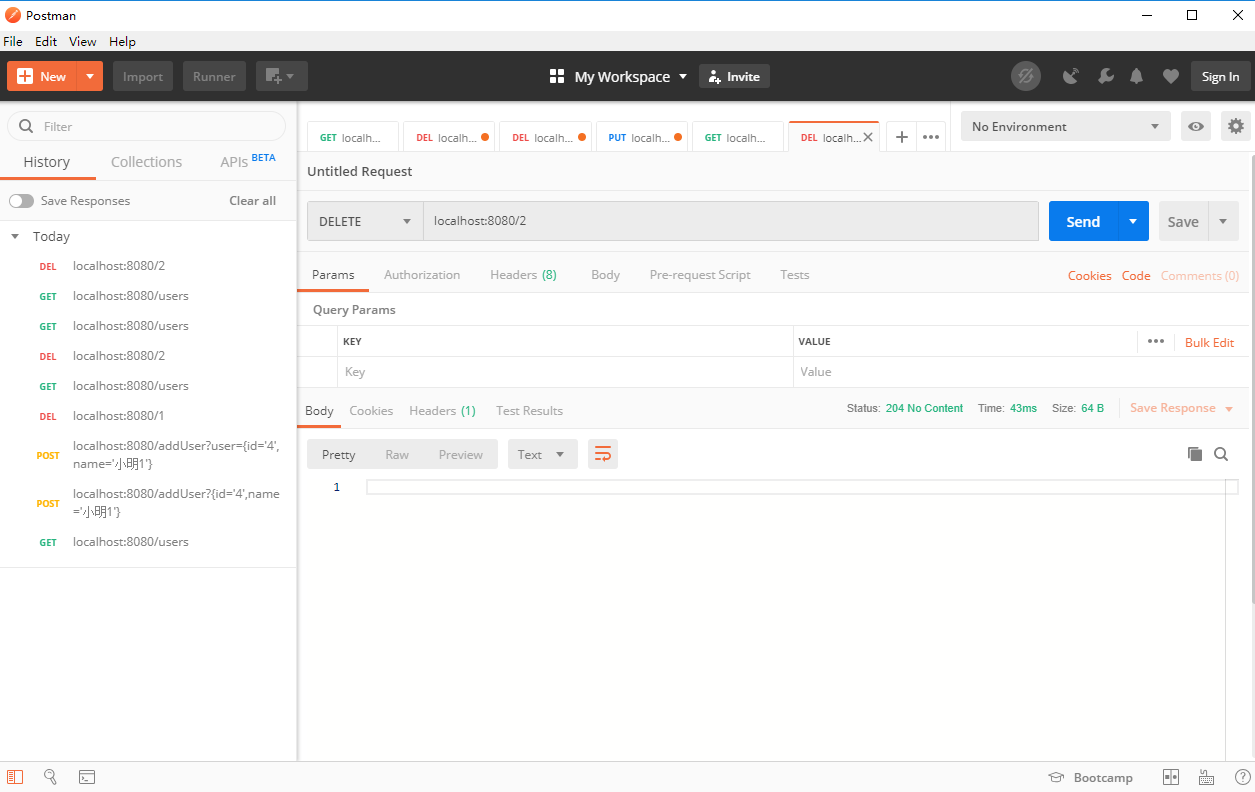 Postman
File Edit View Help
New Import Runner My Workspace Invite Sign In
Filter
History Collections APIs BETA
Save Responses Clear all
Today
DEL localhost:8080/2
GET localhost:8080/users
GET localhost:8080/users
DEL localhost:8080/2
GET localhost:8080/users
DEL localhost:8080/1
POST localhost:8080/addUser?user={id='4',
name='小明1'}
POST localhost:8080/addUser?{id='4',name
='小明1'}
GET localhost:8080/users
GET localh... DEL localh... DEL localh... PUT localh... GET localh... DEL localh... No Environment
Untitled Request
DELETE localhost:8080/2 Send Save
Params Authorization Headers (8) Body Pre-request Script Tests Cookies Code Comments (0)
Query Params
KEY VALUE Bulk Edit
Key Value
Body Cookies Headers (1) Test Results Status: 204 No Content Time: 43ms Size: 64 B Save Response
Pretty Raw Preview Text
1
Bootcamp